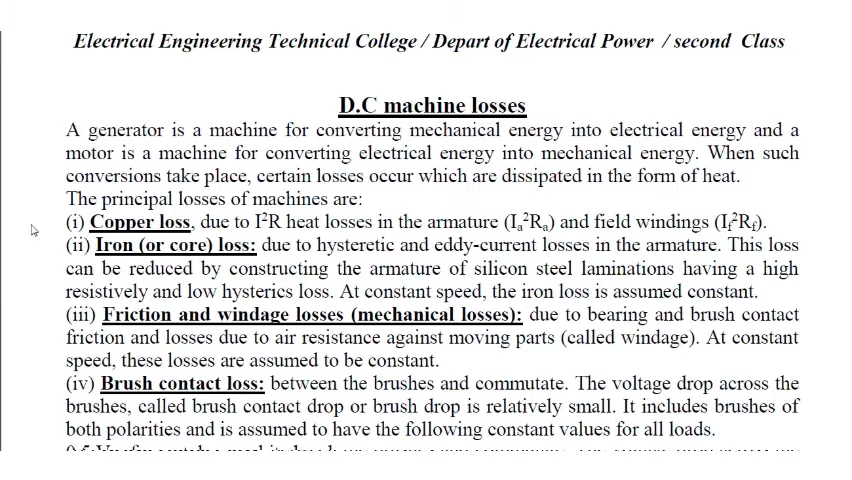 Electrical Engineering Technical College / Depart of Electrical Power / second Class
D.C machine losses
A generator is a machine for converting mechanical energy into electrical energy and a
motor is a machine for converting electrical energy into mechanical energy. When such
conversions take place, certain losses occur which are dissipated in the form of heat.
The principal losses of machines are:
(i) Copper loss, due to I²R heat losses in the armature (Iₐ²Rₐ) and field windings (I_f²R_f).
(ii) Iron (or core) loss: due to hysteretic and eddy-current losses in the armature. This loss
can be reduced by constructing the armature of silicon steel laminations having a high
resistively and low hysterics loss. At constant speed, the iron loss is assumed constant.
(iii) Friction and windage losses (mechanical losses): due to bearing and brush contact
friction and losses due to air resistance against moving parts (called windage). At constant
speed, these losses are assumed to be constant.
(iv) Brush contact loss: between the brushes and commutate. The voltage drop across the
brushes, called brush contact drop or brush drop is relatively small. It includes brushes of
both polarities and is assumed to have the following constant values for all loads.